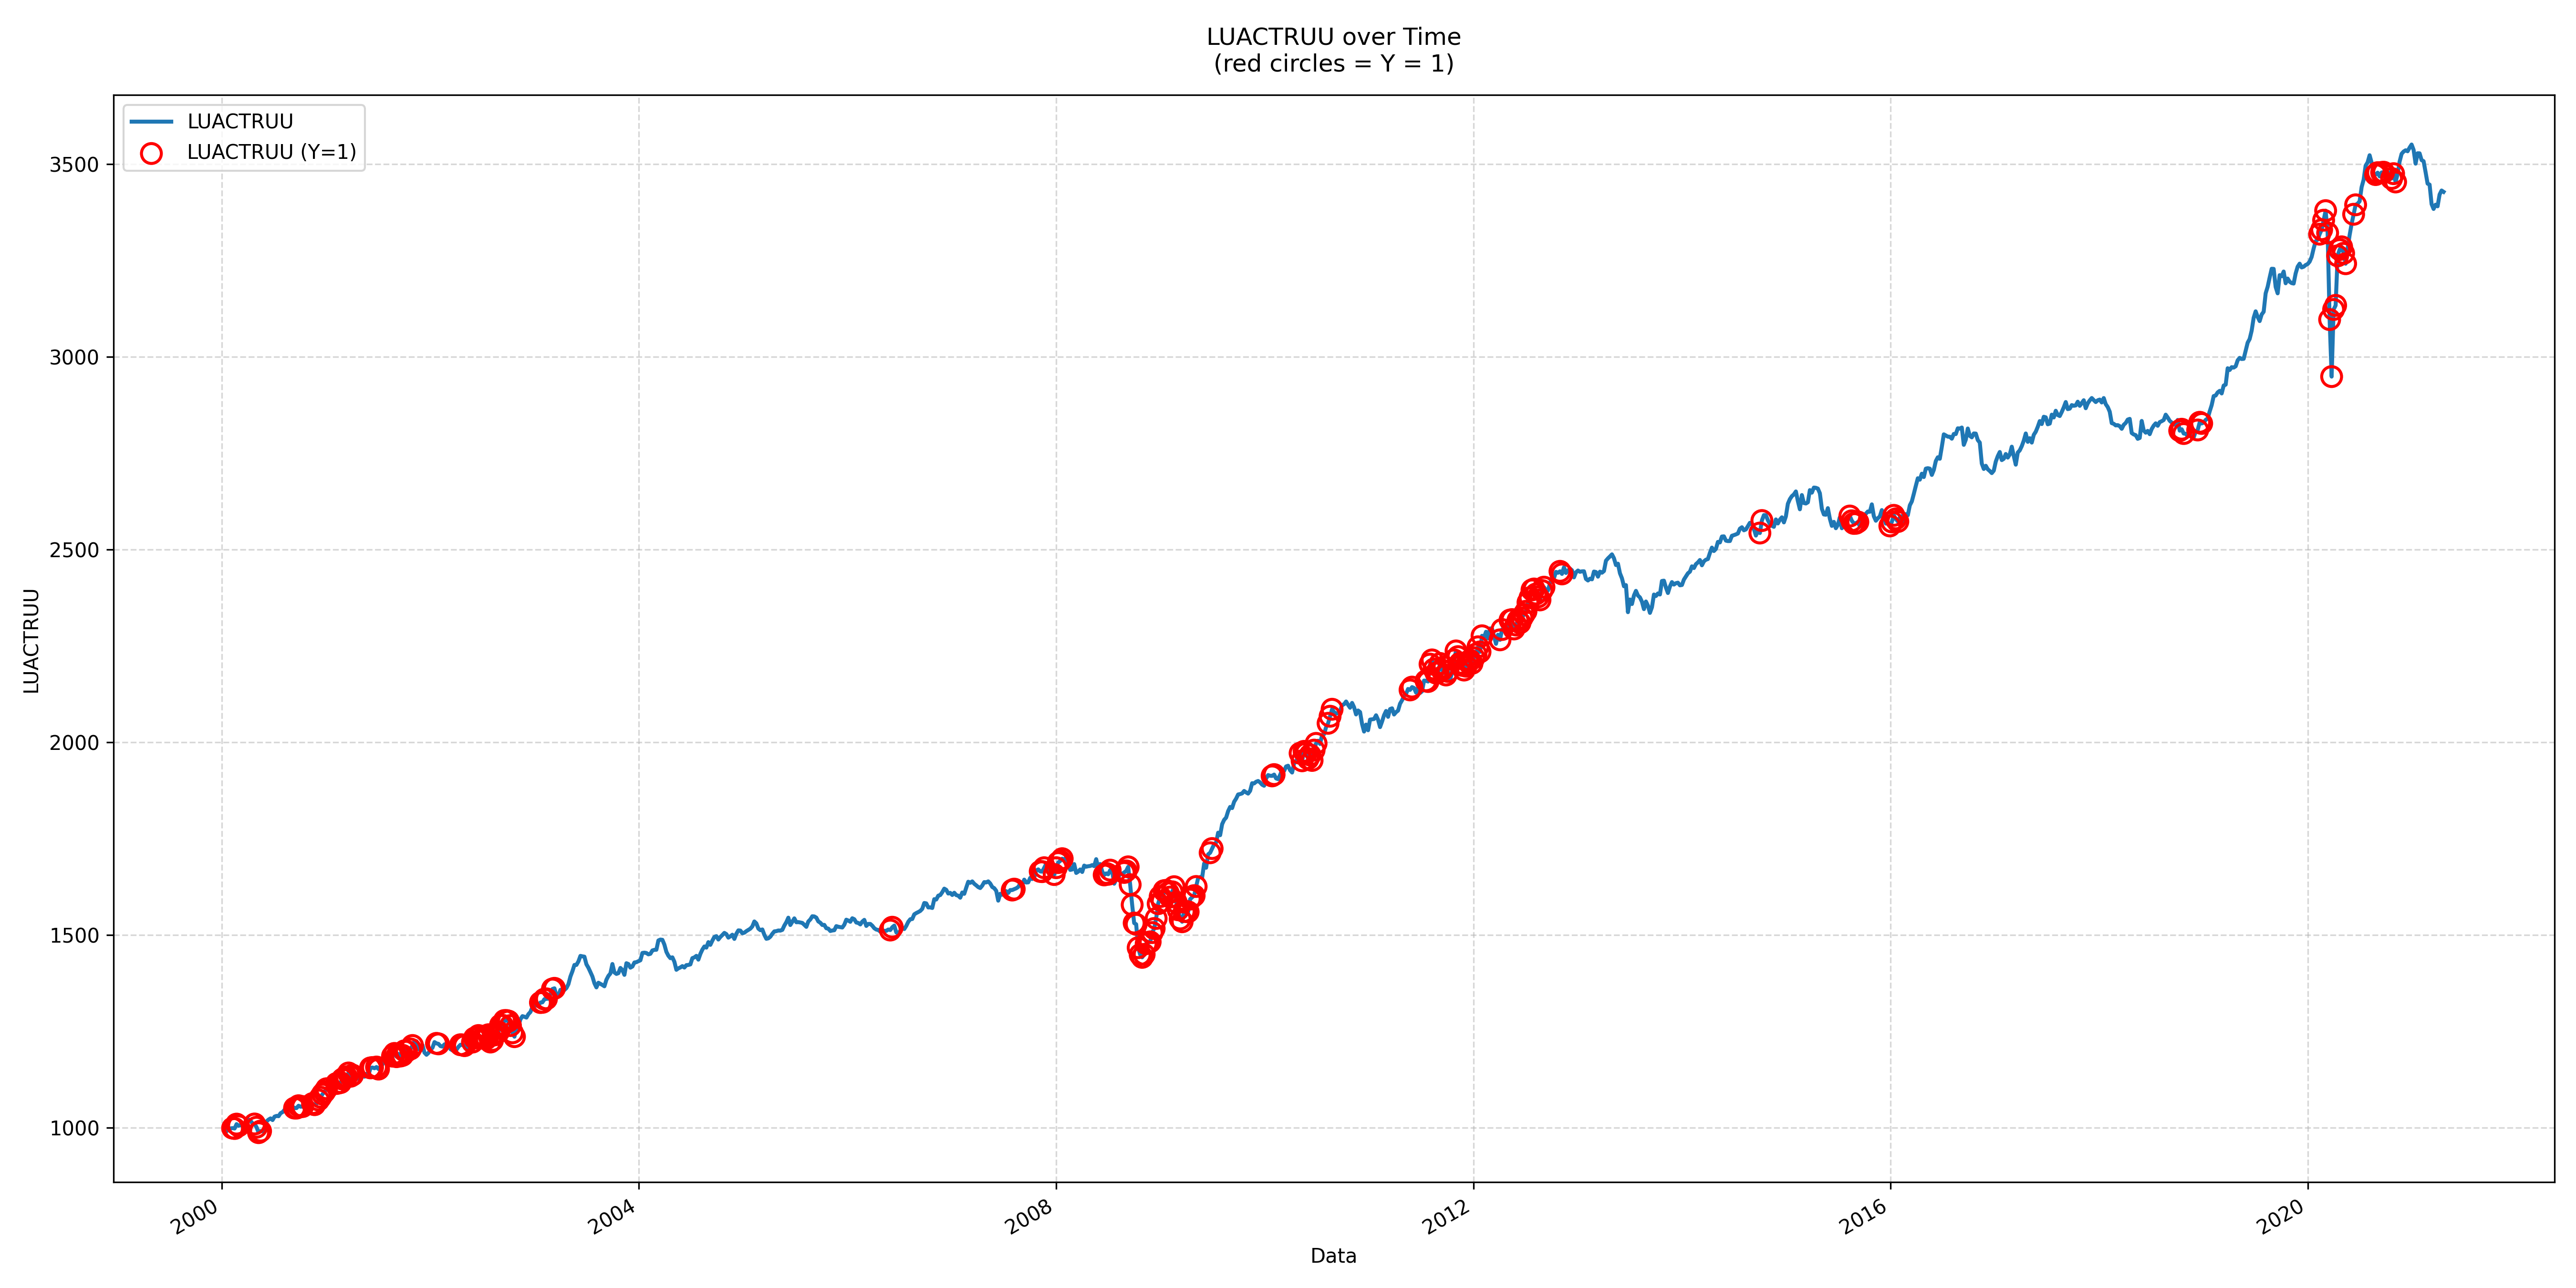 LUACTRUU over Time
(red circles = Y = 1)
LUACTRUU
LUACTRUU (Y=1)
3500
3000
2500
2000
1500
1000
LUACTRUU
2000
2004
2008
2012
2016
2020
Data